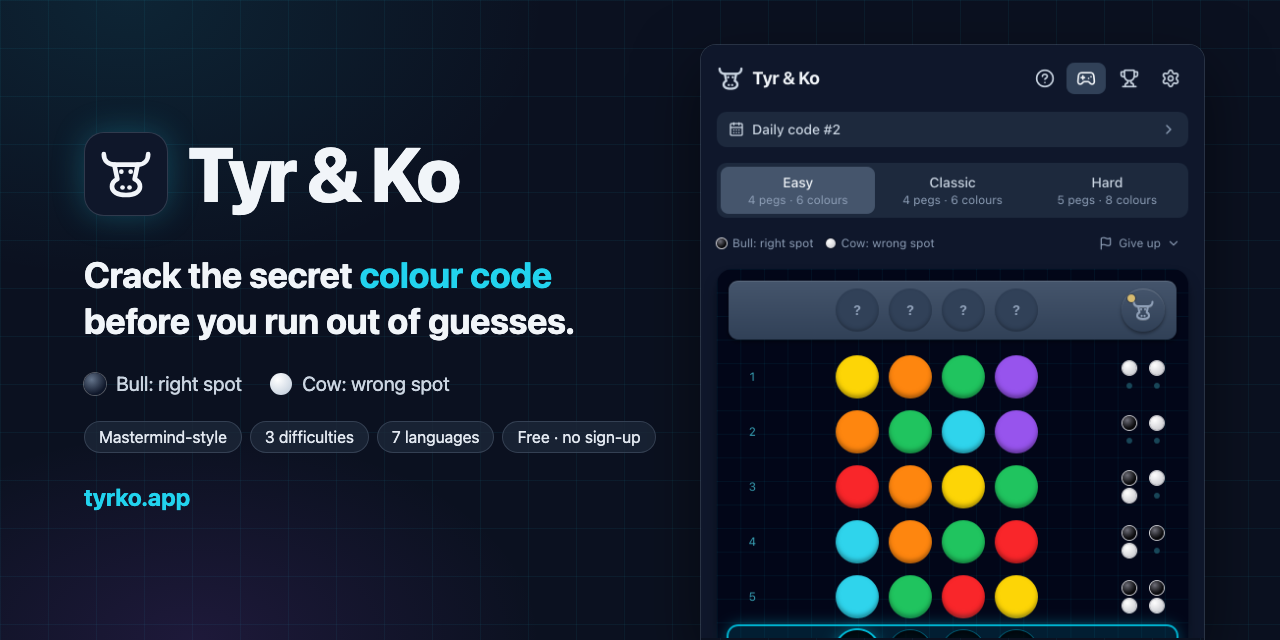 Tyr & Ko
Crack the secret colour code
before you run out of guesses.
Bull: right spot
Cow: wrong spot
Mastermind-style
3 difficulties
7 languages
Free · no sign-up
tyrko.app
Tyr & Ko
?
Daily code #2
Easy
4 pegs · 6 colours
Classic
4 pegs · 6 colours
Hard
5 pegs · 8 colours
Bull: right spot
Cow: wrong spot
Give up
? ? ? ?
1
2
3
4
5